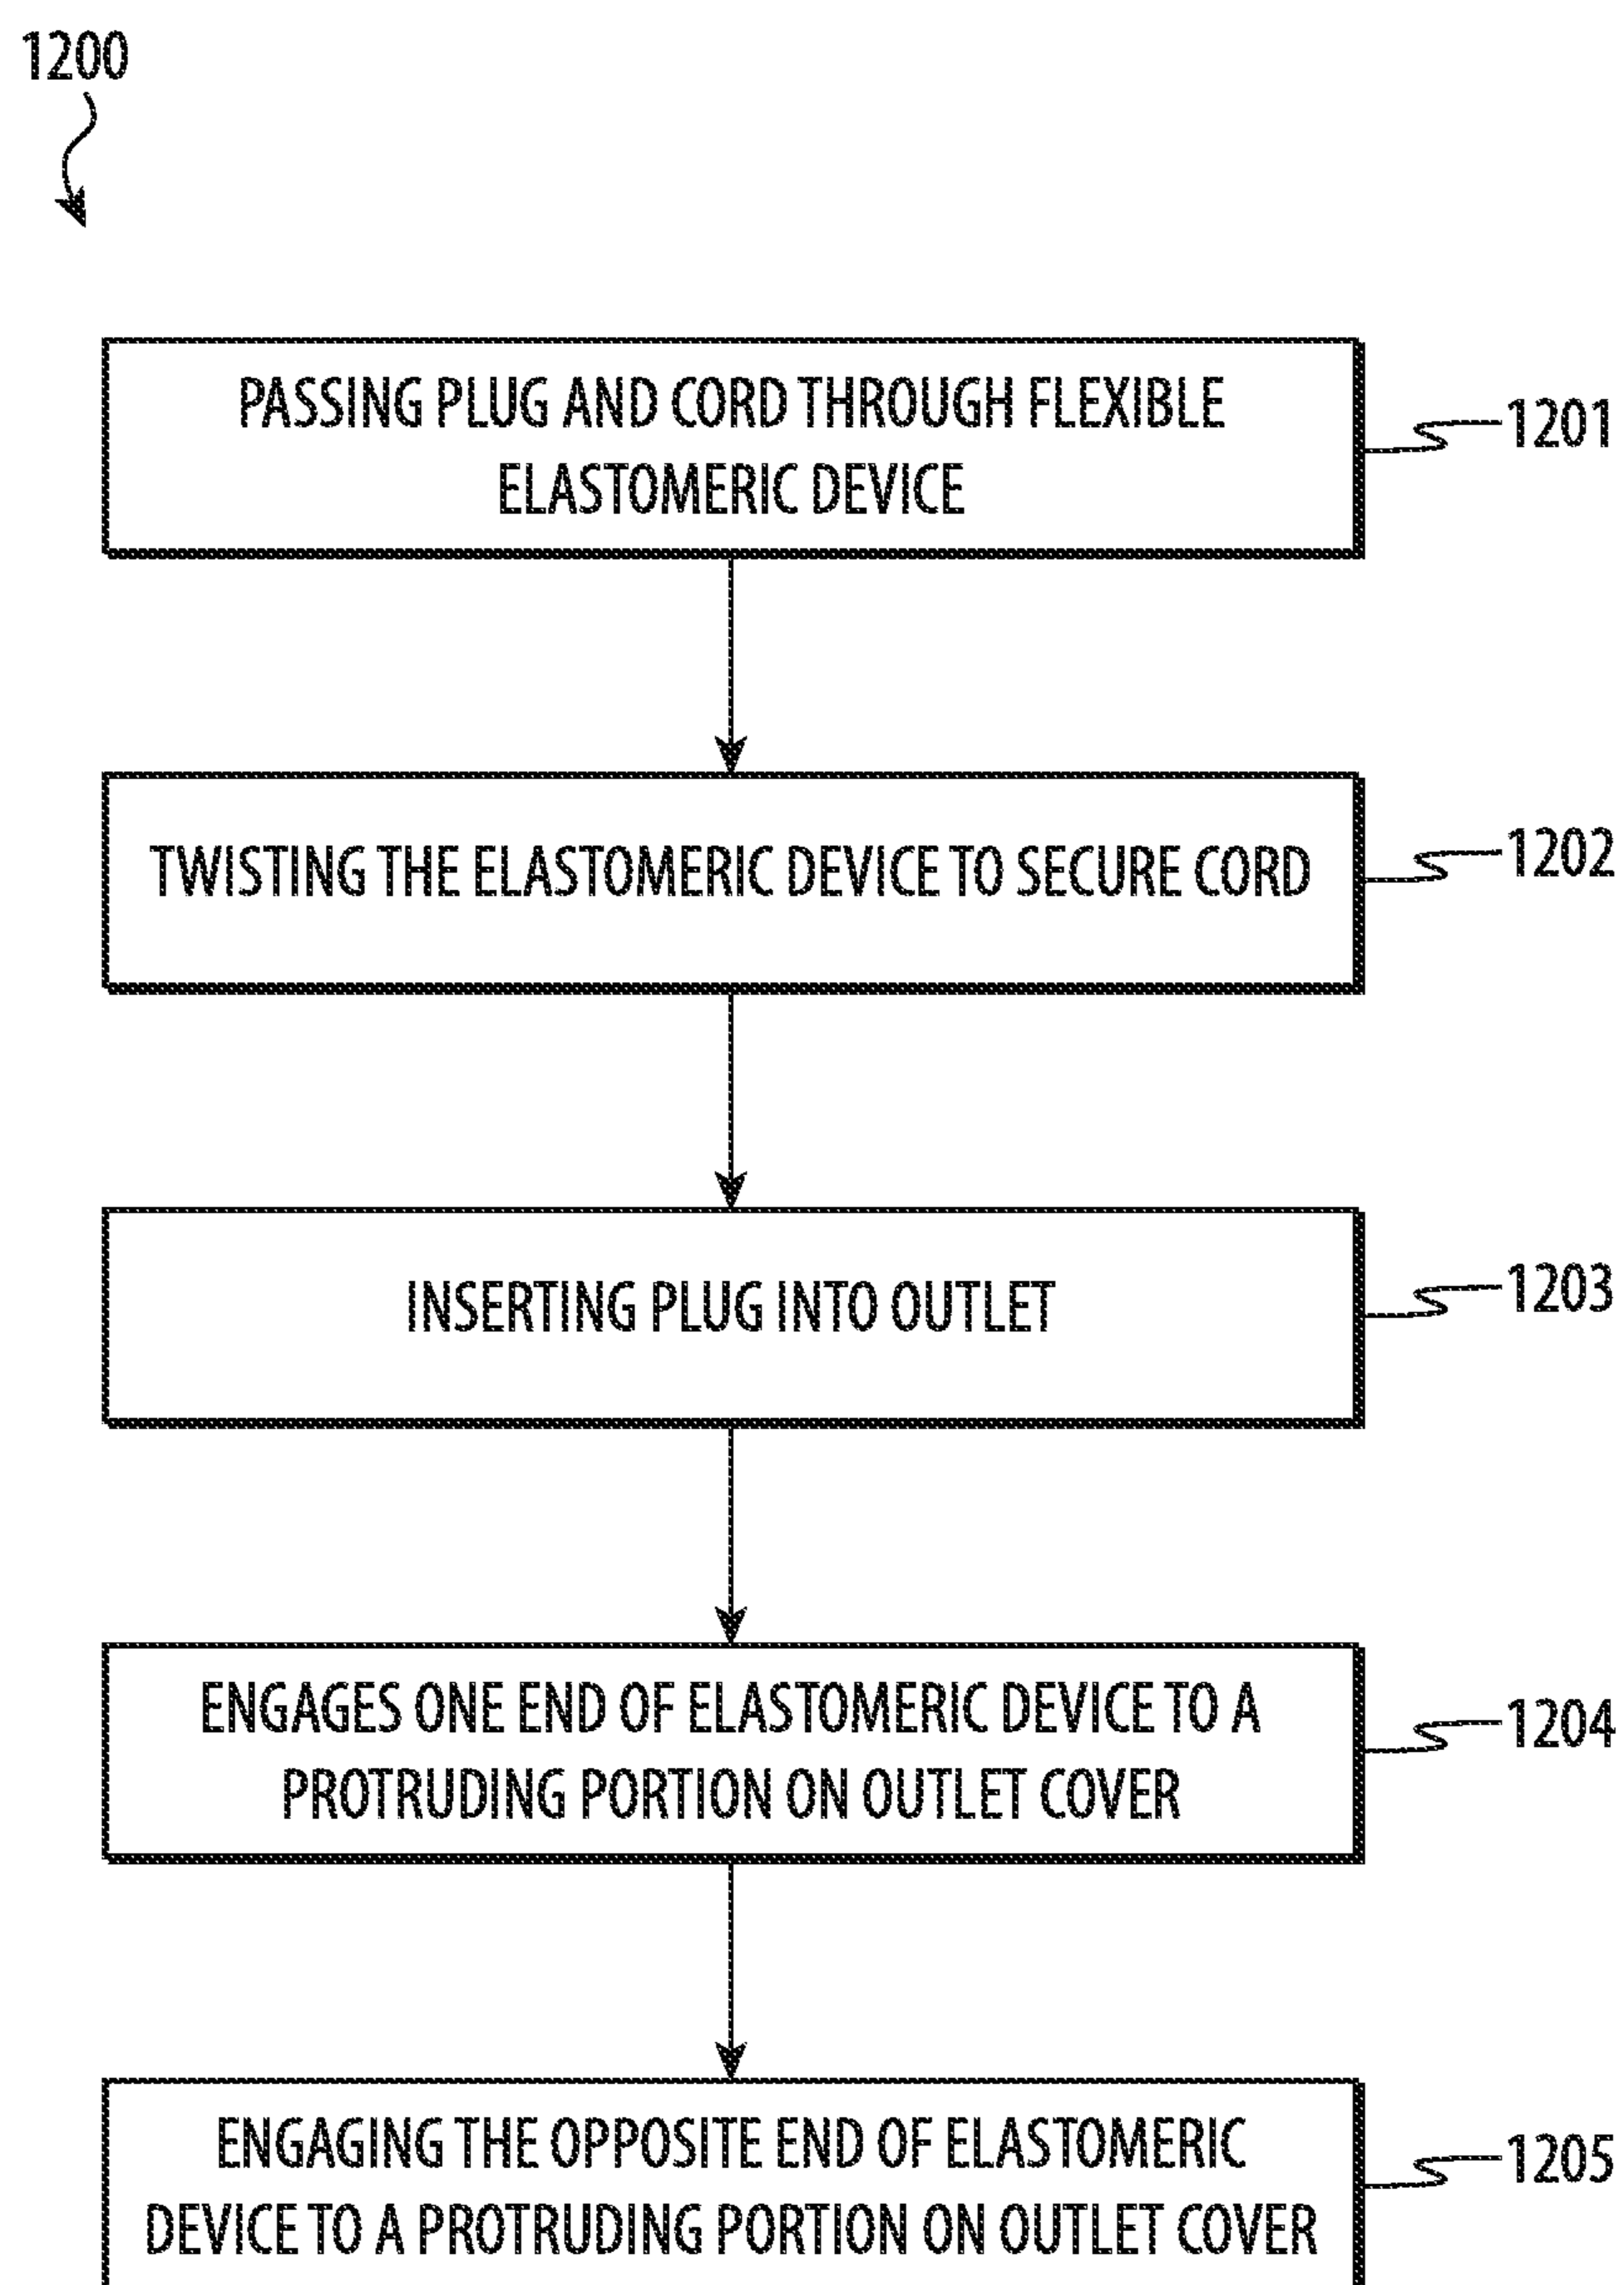 1200
PASSING PLUG AND CORD THROUGH FLEXIBLE
ELASTOMERIC DEVICE
1201
TWISTING THE ELASTOMERIC DEVICE TO SECURE CORD
1202
INSERTING PLUG INTO OUTLET
1203
ENGAGES ONE END OF ELASTOMERIC DEVICE TO A
PROTRUDING PORTION ON OUTLET COVER
1204
ENGAGING THE OPPOSITE END OF ELASTOMERIC
DEVICE TO A PROTRUDING PORTION ON OUTLET COVER
1205